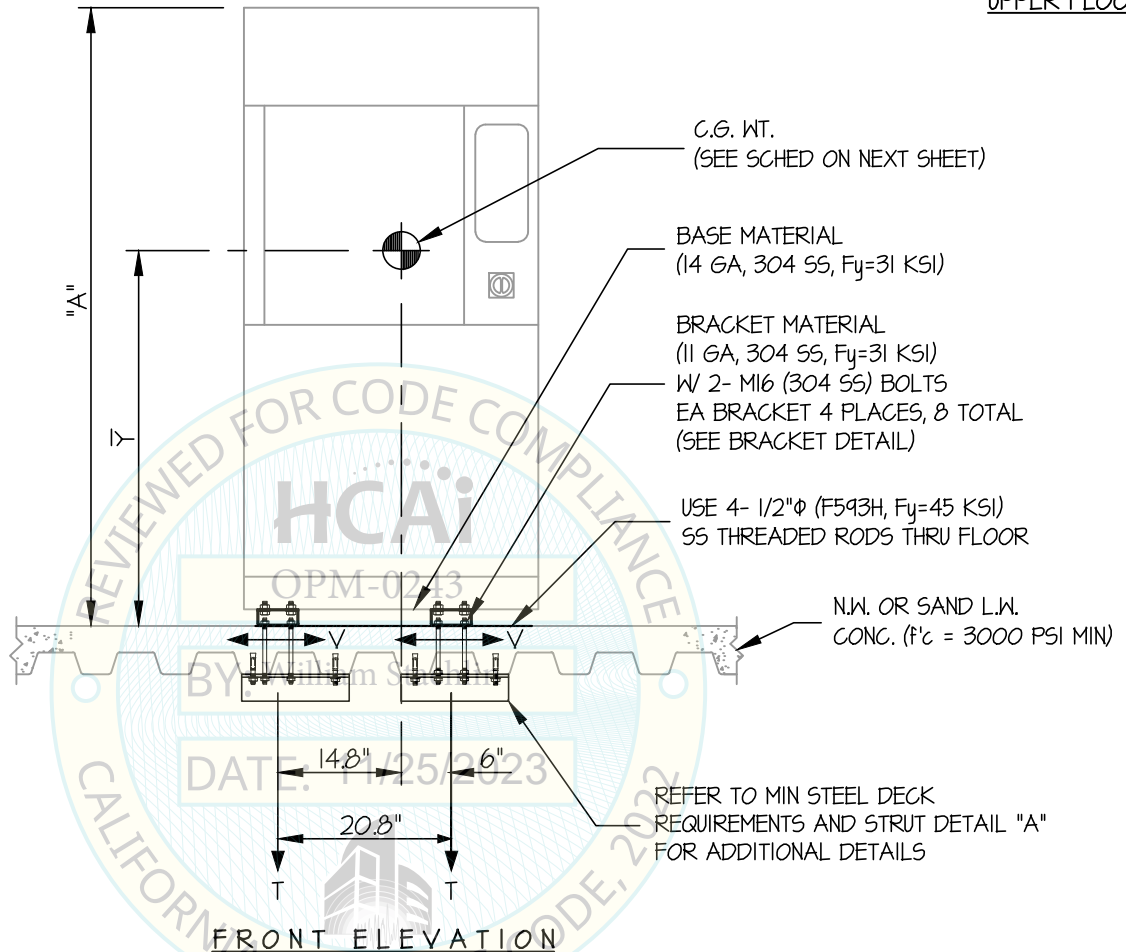 UPPER FLOO
"A"
C.G. WT.
(SEE SCHED ON NEXT SHEET)
BASE MATERIAL
(14 GA, 304 SS, Fy=31 KSI)
BRACKET MATERIAL
(11 GA, 304 SS, Fy=31 KSI)
W/ 2- M16 (304 SS) BOLTS
EA BRACKET 4 PLACES, 8 TOTAL
(SEE BRACKET DETAIL)
Y
USE 4- 1/2"Φ (F593H, Fy=45 KSI)
SS THREADED RODS THRU FLOOR
N.W. OR SAND L.W.
CONC. (f'c = 3000 PSI MIN)
V
V
14.8"
6"
20.8"
T
T
REFER TO MIN STEEL DECK
REQUIREMENTS AND STRUT DETAIL "A"
FOR ADDITIONAL DETAILS
FRONT ELEVATION
REVIEWED FOR CODE COMPLIANCE
HCAi
OPM-0243
BY: William
DATE: 11/25/2023
CODE, 2022